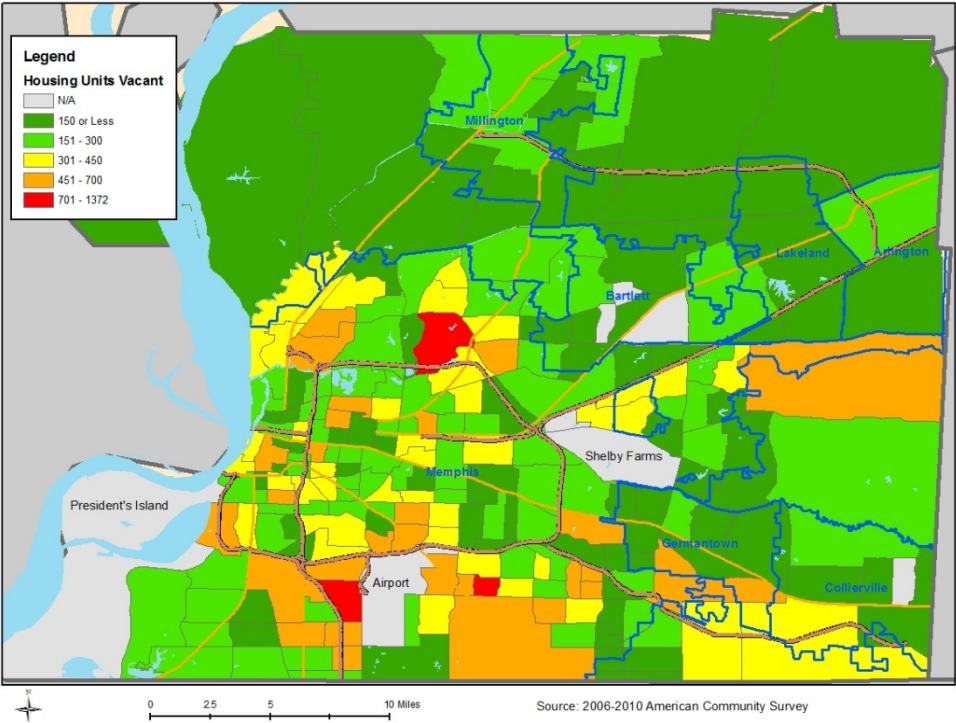 Legend
Housing Units Vacant
N/A
150 or Less
151 - 300
301 - 450
451 - 700
701 - 1372
Millington
Lakeland
Arlington
Bartlett
Shelby Farms
Memphis
President's Island
Germantown
Airport
Collierville
N
0 2.5 5 10 Miles
Source: 2006-2010 American Community Survey